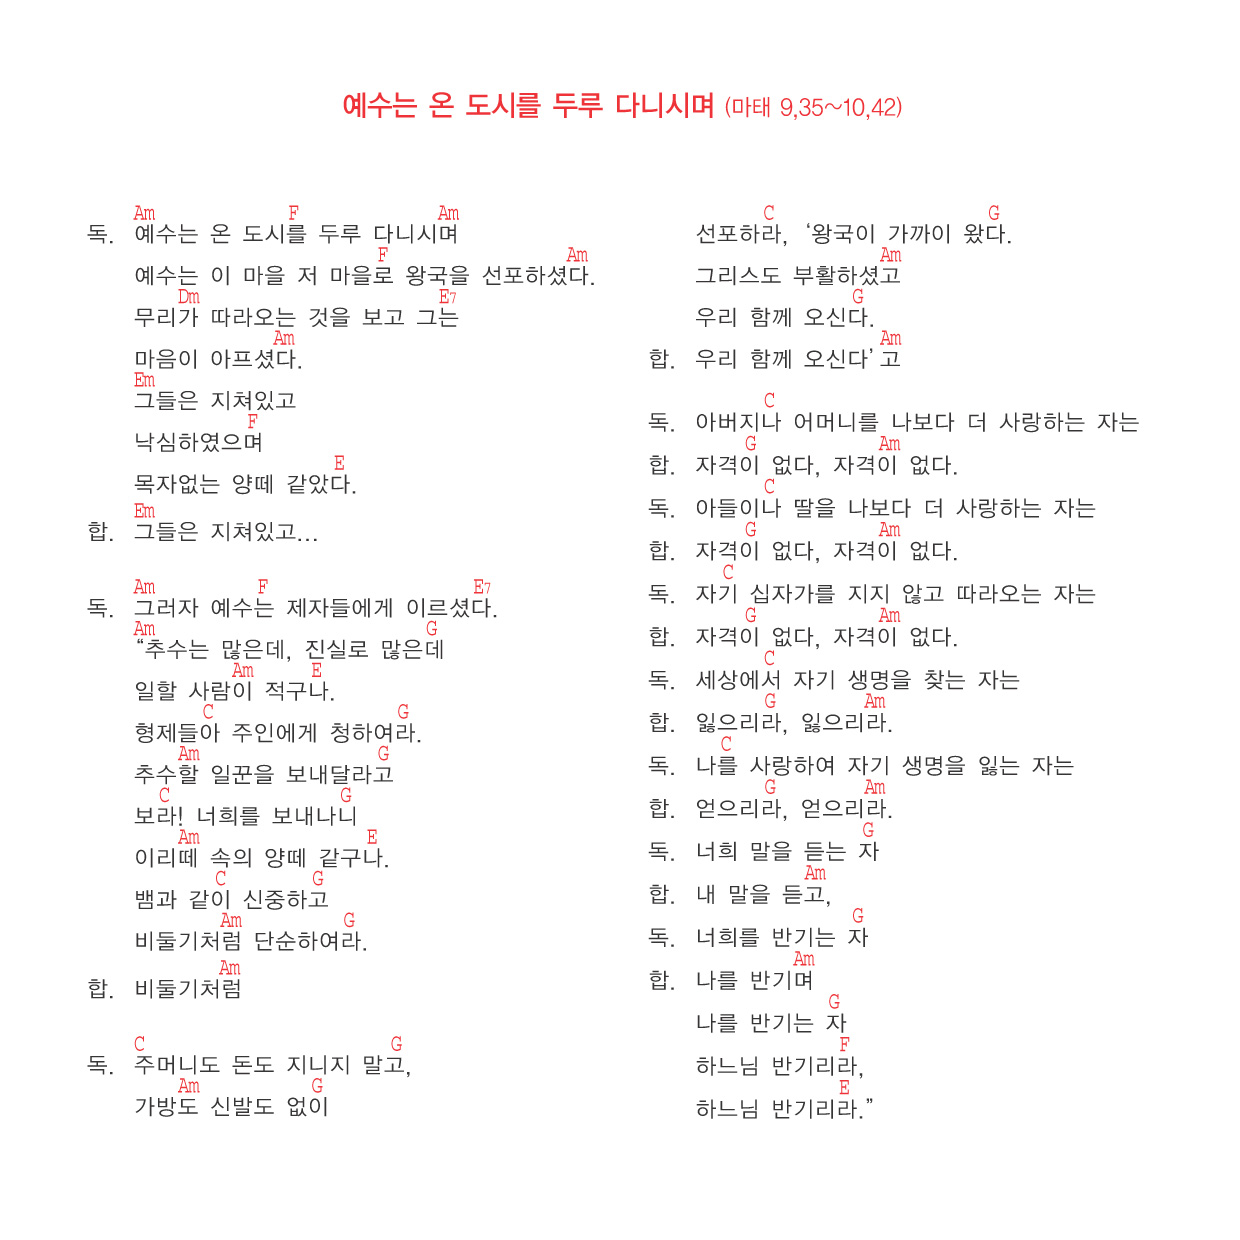 예수는 온 도시를 두루 다니시며 (마태 9,35~10,42)
Am F Am
독. 예수는 온 도시를 두루 다니시며
F Am
예수는 이 마을 저 마을로 왕국을 선포하셨다.
Dm E7
무리가 따라오는 것을 보고 그는
Am
마음이 아프셨다.
Em
그들은 지쳐있고
F
낙심하였으며
E
목자없는 양떼 같았다.
Em
합. 그들은 지쳐있고...
Am F E7
독. 그러자 예수는 제자들에게 이르셨다.
Am G
“추수는 많은데, 진실로 많은데
Am E
일할 사람이 적구나.
C G
형제들아 주인에게 청하여라.
Am G
추수할 일꾼을 보내달라고
C G
보라! 너희를 보내나니
Am E
이리떼 속의 양떼 같구나.
C G
뱀과 같이 신중하고
Am G
비둘기처럼 단순하여라.
Am
합. 비둘기처럼
C G
독. 주머니도 돈도 지니지 말고,
Am G
가방도 신발도 없이
C G
선포하라, ‘왕국이 가까이 왔다.
Am
그리스도 부활하셨고
G
우리 함께 오신다.
Am
합. 우리 함께 오신다’고
C
독. 아버지나 어머니를 나보다 더 사랑하는 자는
G Am
합. 자격이 없다, 자격이 없다.
C
독. 아들이나 딸을 나보다 더 사랑하는 자는
G Am
합. 자격이 없다, 자격이 없다.
C
독. 자기 십자가를 지지 않고 따라오는 자는
G Am
합. 자격이 없다, 자격이 없다.
C
독. 세상에서 자기 생명을 찾는 자는
G Am
합. 잃으리라, 잃으리라.
C
독. 나를 사랑하여 자기 생명을 잃는 자는
G Am
합. 얻으리라, 얻으리라.
G
독. 너희 말을 듣는 자
Am
합. 내 말을 듣고,
G
독. 너희를 반기는 자
Am
합. 나를 반기며
G
나를 반기는 자
F
하느님 반기리라,
E
하느님 반기리라.”